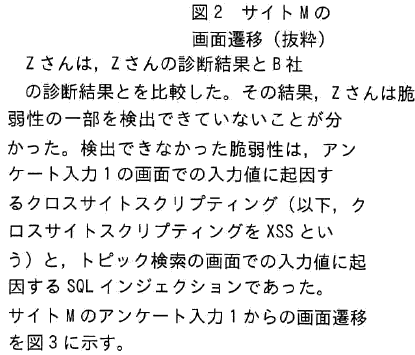 図２　サイトＭの
画面遷移（抜粋）
Ｚさんは，Ｚさんの診断結果とＢ社
の診断結果とを比較した。その結果，Ｚさんは脆
弱性の一部を検出できていないことが分
かった。検出できなかった脆弱性は，アン
ケート入力１の画面での入力値に起因す
るクロスサイトスクリプティング（以下，ク
ロスサイトスクリプティングを XSS とい
う）と，トピック検索の画面での入力値に起
因する SQL インジェクションであった。
サイトＭのアンケート入力１からの画面遷移
を図３に示す。